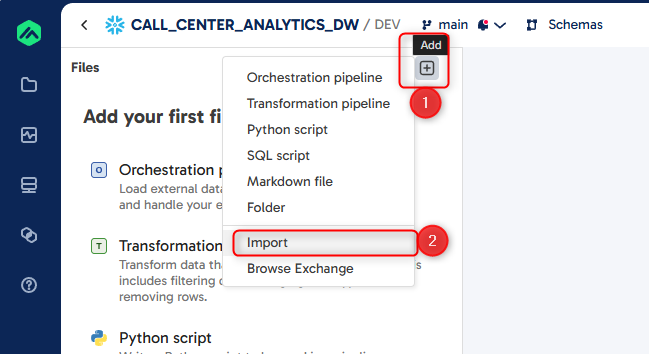 CALL_CENTER_ANALYTICS_DW / DEV
main
Schemas
Add
Files
1
Orchestration pipeline
Transformation pipeline
Python script
SQL script
Markdown file
Folder
Import
2
Browse Exchange
Add your first fi
O
Orchestration p
Load external data
and handle your e
T
Transformation
Transform data tha
s
includes filtering
removing rows.
Python script